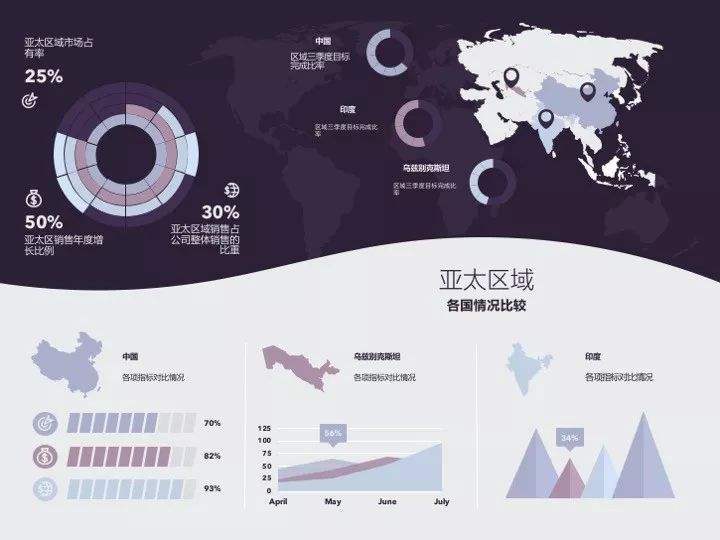 亚太区域市场占
有率
25%
50%
亚太区销售年度增
长比例
30%
亚太区域销售占
公司整体销售的
比重
中国
区域三季度目标
完成比率
印度
区域三季度目标完成比
率
乌兹别克斯坦
区域三季度目标完成比
率
亚太区域
各国情况比较
中国
各项指标对比情况
70%
82%
93%
乌兹别克斯坦
各项指标对比情况
56%
125
100
75
50
25
0
April May June July
印度
各项指标对比情况
34%